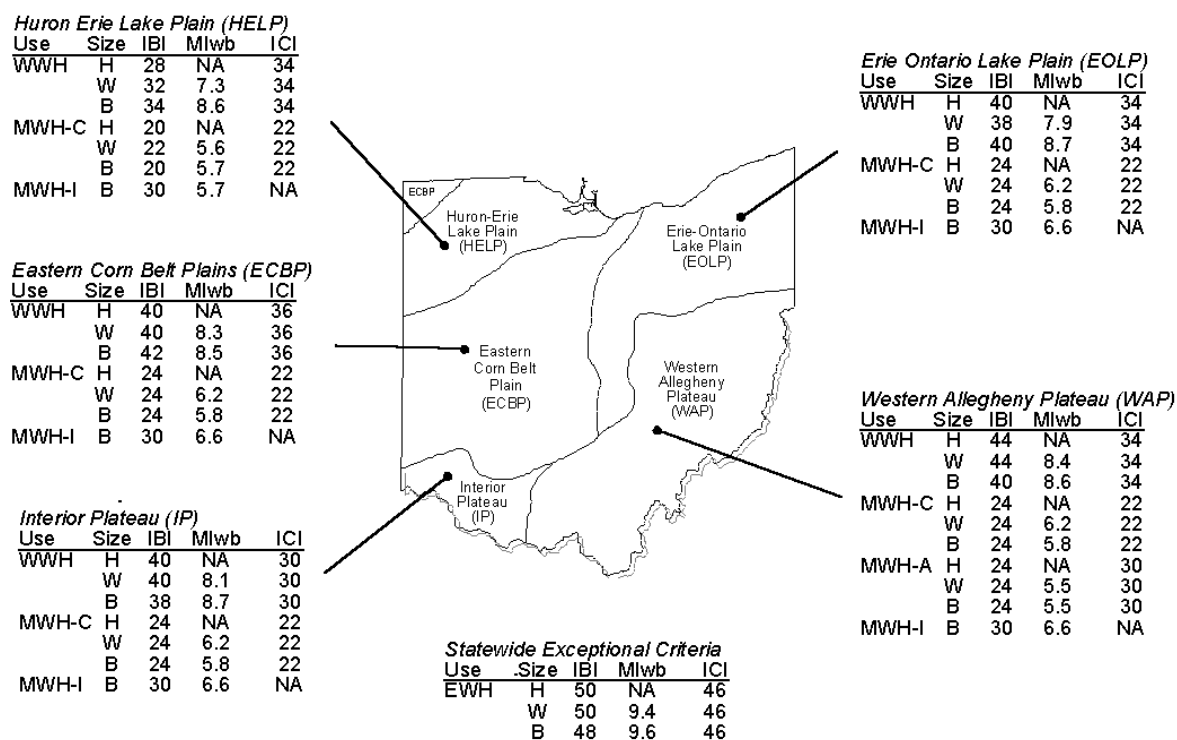 Huron Erie Lake Plain (HELP)
Use Size IBI MIwb ICI
WWH H 28 NA 34
W 32 7.3 34
B 34 8.6 34
MWH-C H 20 NA 22
W 22 5.6 22
B 20 5.7 22
MWH-I B 30 5.7 NA
Erie Ontario Lake Plain (EOLP)
Use Size IBI MIwb ICI
WWH H 40 NA 34
W 38 7.9 34
B 40 8.7 34
MWH-C H 24 NA 22
W 24 6.2 22
B 24 5.8 22
MWH-I B 30 6.6 NA
ECBP
Huron-Erie
Lake Plain
(HELP)
Erie-Ontario
Lake Plain
(EOLP)
Eastern Corn Belt Plains (ECBP)
Use Size IBI MIwb ICI
WWH H 40 NA 36
W 40 8.3 36
B 42 8.5 36
MWH-C H 24 NA 22
W 24 6.2 22
B 24 5.8 22
MWH-I B 30 6.6 NA
Eastern
Corn Belt
Plain
(ECBP)
Western
Allegheny
Plateau
(WAP)
Western Allegheny Plateau (WAP)
Use Size IBI MIwb ICI
WWH H 44 NA 34
W 44 8.4 34
B 40 8.6 34
MWH-C H 24 NA 22
W 24 6.2 22
B 24 5.8 22
MWH-A H 24 NA 30
W 24 5.5 30
B 24 5.5 30
MWH-I B 30 6.6 NA
Interior
Plateau
(IP)
Interior Plateau (IP)
Use Size IBI MIwb ICI
WWH H 40 NA 30
W 40 8.1 30
B 38 8.7 30
MWH-C H 24 NA 22
W 24 6.2 22
B 24 5.8 22
MWH-I B 30 6.6 NA
Statewide Exceptional Criteria
Use .Size IBI MIwb ICI
EWH H 50 NA 46
W 50 9.4 46
B 48 9.6 46